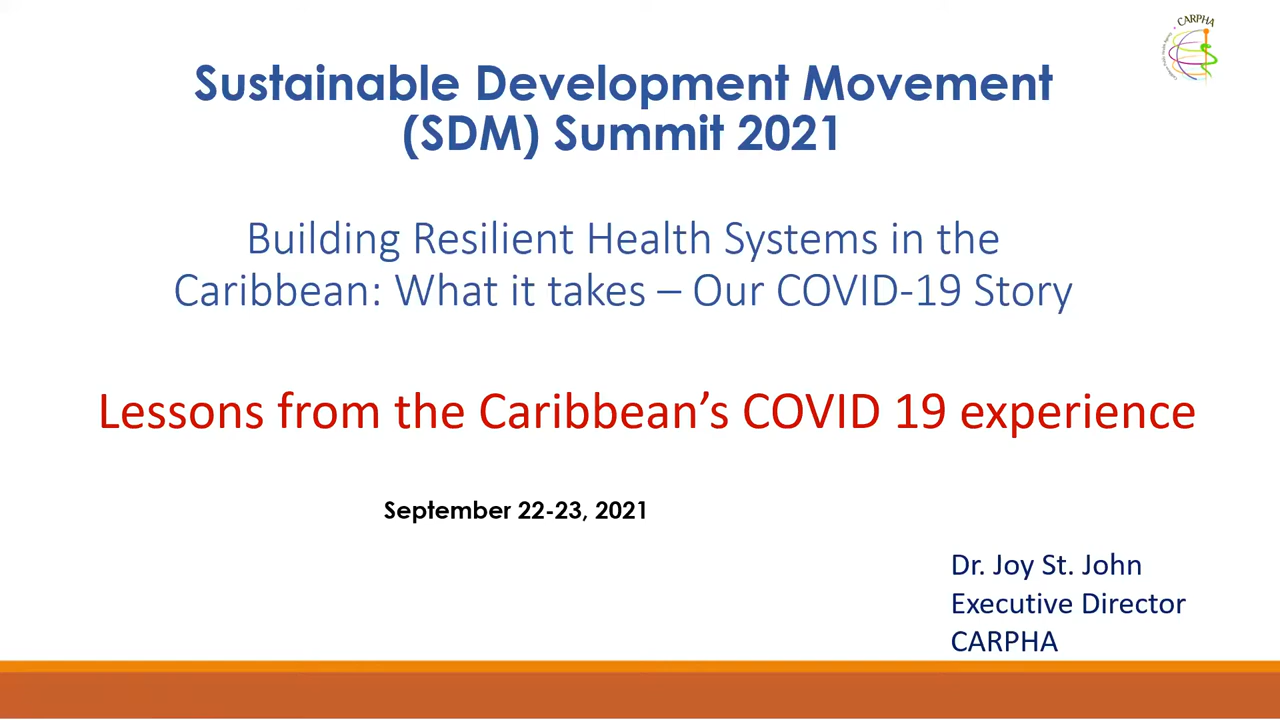 CARPHA
Sustainable Development Movement
(SDM) Summit 2021
Building Resilient Health Systems in the
Caribbean: What it takes – Our COVID-19 Story
Lessons from the Caribbean’s COVID 19 experience
September 22-23, 2021
Dr. Joy St. John
Executive Director
CARPHA